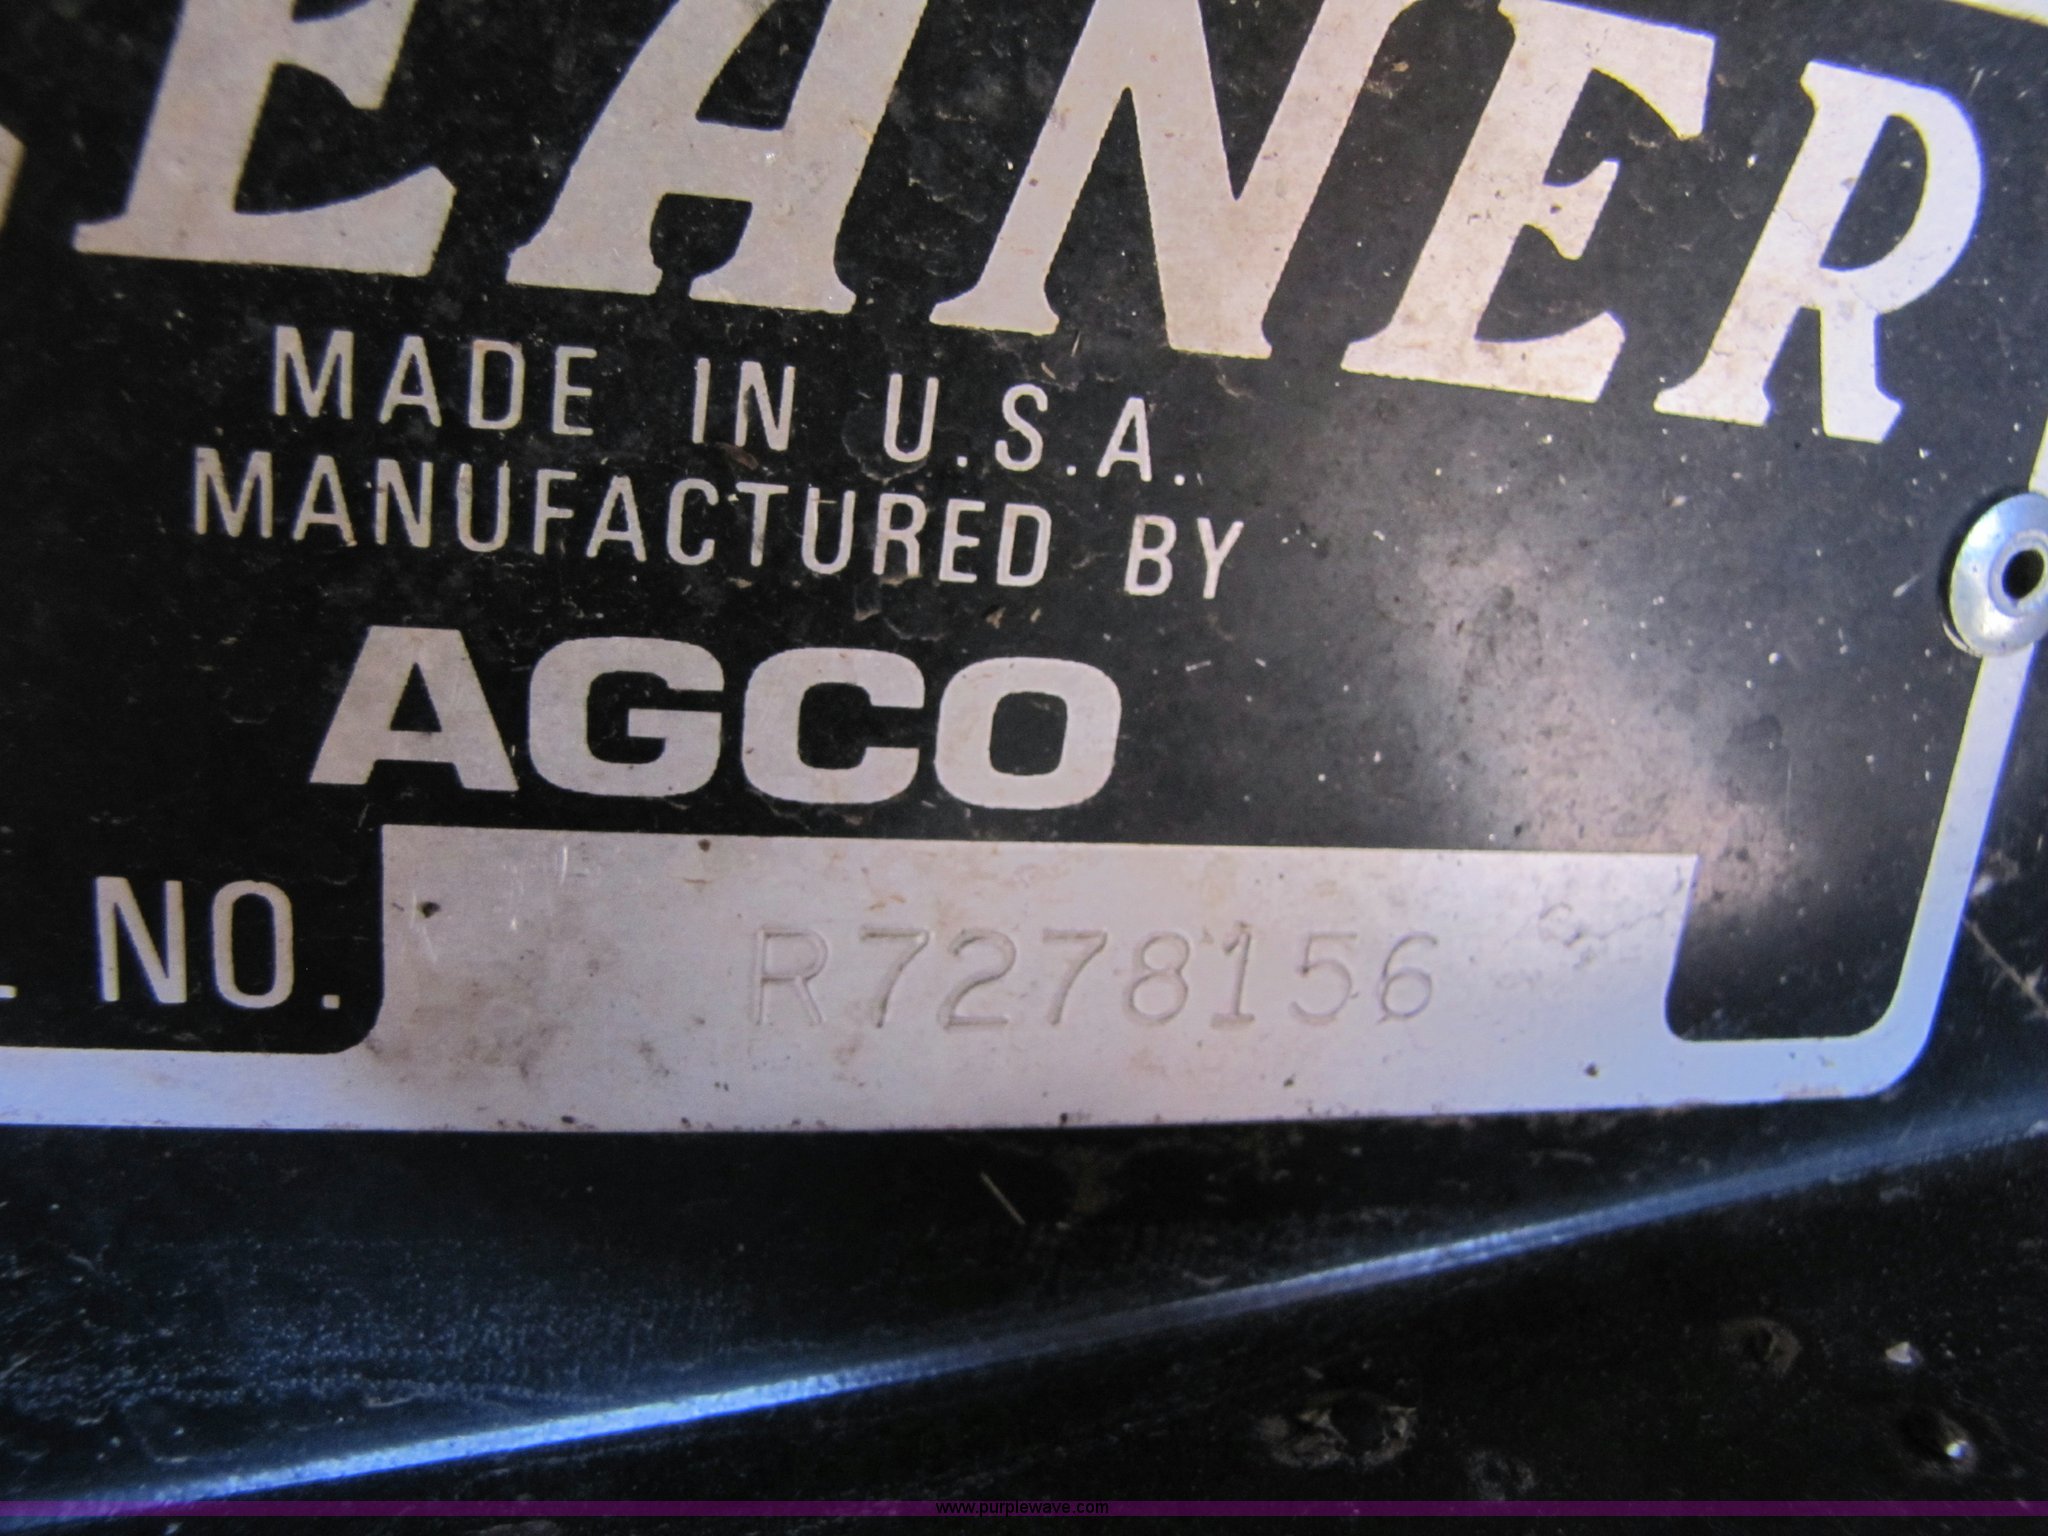 EANER
MADE IN U.S.A.
MANUFACTURED BY
AGCO
. NO. R7278156
www.purplewave.com